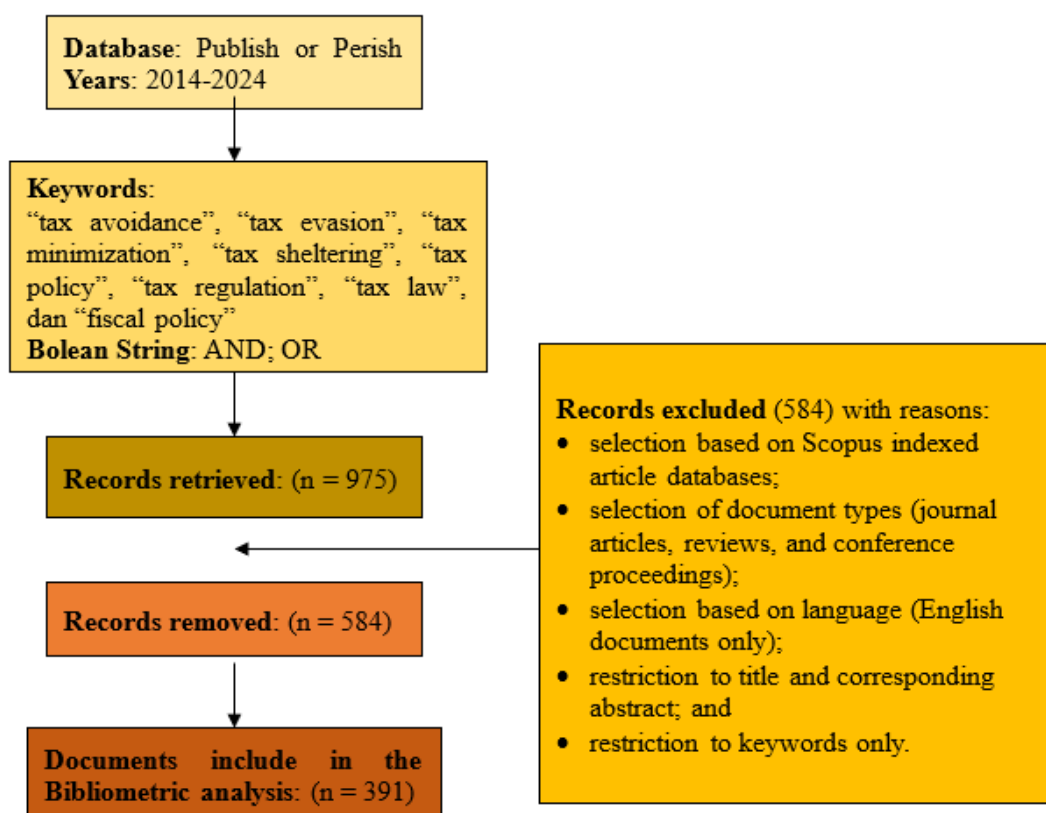 Database: Publish or Perish
Years: 2014-2024
Keywords:
“tax avoidance”, “tax evasion”, “tax
minimization”, “tax sheltering”, “tax
policy”, “tax regulation”, “tax law”,
dan “fiscal policy”
Bolean String: AND; OR
Records retrieved: (n = 975)
Records excluded (584) with reasons:
• selection based on Scopus indexed
article databases;
• selection of document types (journal
articles, reviews, and conference
proceedings);
• selection based on language (English
documents only);
• restriction to title and corresponding
abstract; and
• restriction to keywords only.
Records removed: (n = 584)
Documents include in the
Bibliometric analysis: (n = 391)